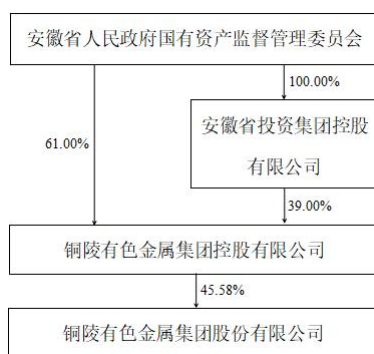 安徽省人民政府国有资产监督管理委员会
100.00%
61.00%
安徽省投资集团控股
有限公司
39.00%
铜陵有色金属集团控股有限公司
45.58%
铜陵有色金属集团股份有限公司